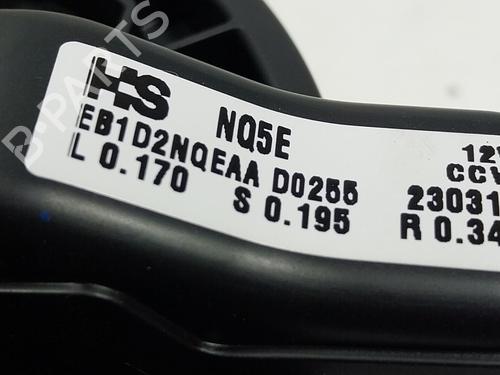 HS
NQ5E
12V
EB1D2NQEAA D0255
CCV
L 0.170
23031
S 0.195
R 0.34
B-PARTS